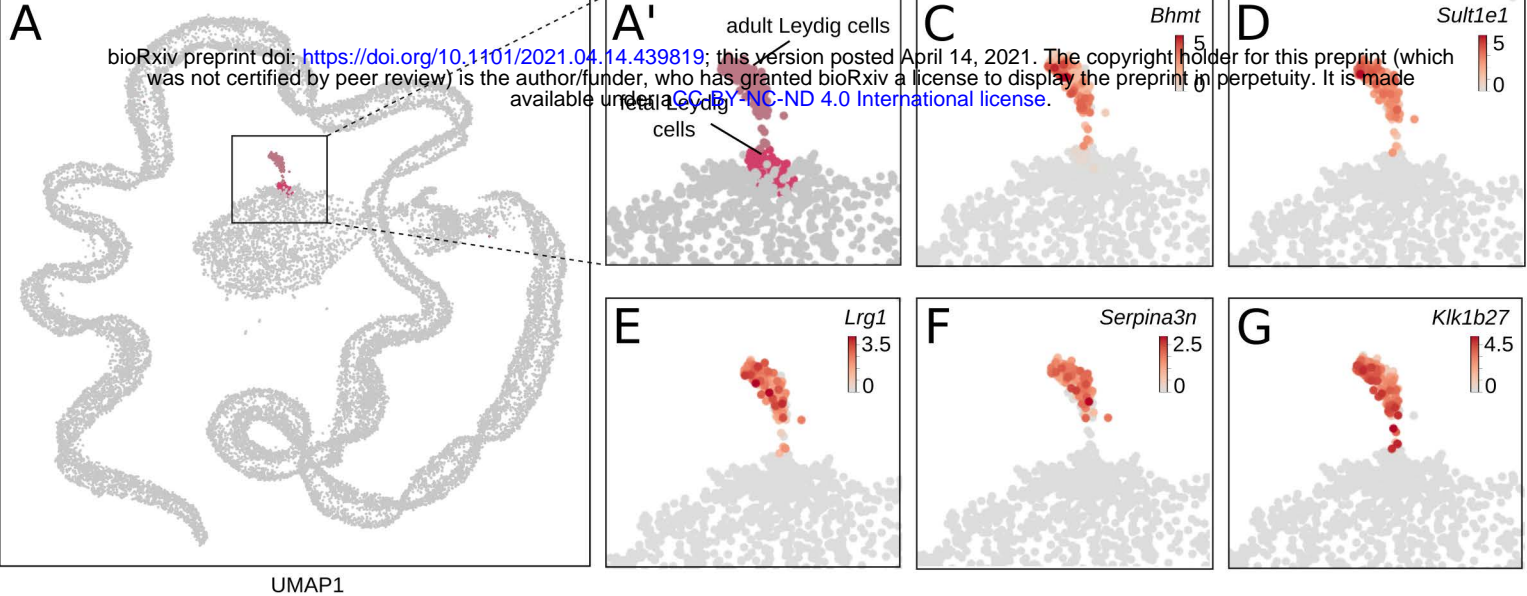 A
A'
adult Leydig cells
C
Bhmt
D
Sult1e1
5
5
bioRxiv preprint doi: https://doi.org/10.1101/2021.04.14.439819; this version posted April 14, 2021. The copyright holder for this preprint (which
was not certified by peer review) is the author/funder, who has granted bioRxiv a license to display the preprint in perpetuity. It is made
0
0
available under aCC-BY-NC-ND 4.0 International license.
fetal Leydig
cells
E
Lrg1
3.5
0
F
Serpina3n
2.5
0
G
Klk1b27
4.5
0
UMAP1